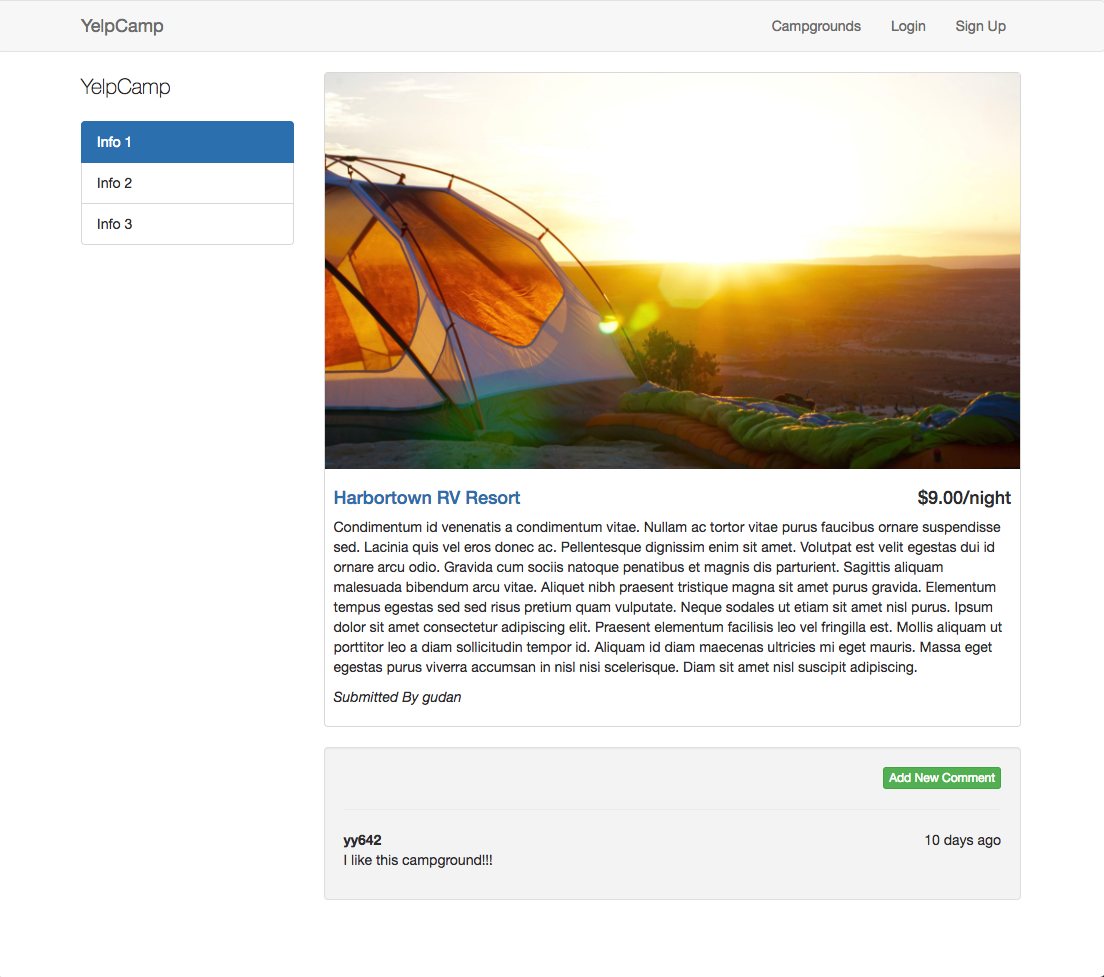 YelpCamp
Campgrounds
Login
Sign Up
YelpCamp
Info 1
Info 2
Info 3
Harbortown RV Resort
$9.00/night
Condimentum id venenatis a condimentum vitae. Nullam ac tortor vitae purus faucibus ornare suspendisse
sed. Lacinia quis vel eros donec ac. Pellentesque dignissim enim sit amet. Volutpat est velit egestas dui id
ornare arcu odio. Gravida cum sociis natoque penatibus et magnis dis parturient. Sagittis aliquam
malesuada bibendum arcu vitae. Aliquet nibh praesent tristique magna sit amet purus gravida. Elementum
tempus egestas sed sed risus pretium quam vulputate. Neque sodales ut etiam sit amet nisl purus. Ipsum
dolor sit amet consectetur adipiscing elit. Praesent elementum facilisis leo vel fringilla est. Mollis aliquam ut
porttitor leo a diam sollicitudin tempor id. Aliquam id diam maecenas ultricies mi eget mauris. Massa eget
egestas purus viverra accumsan in nisl nisi scelerisque. Diam sit amet nisl suscipit adipiscing.
Submitted By gudan
Add New Comment
yy642
10 days ago
I like this campground!!!